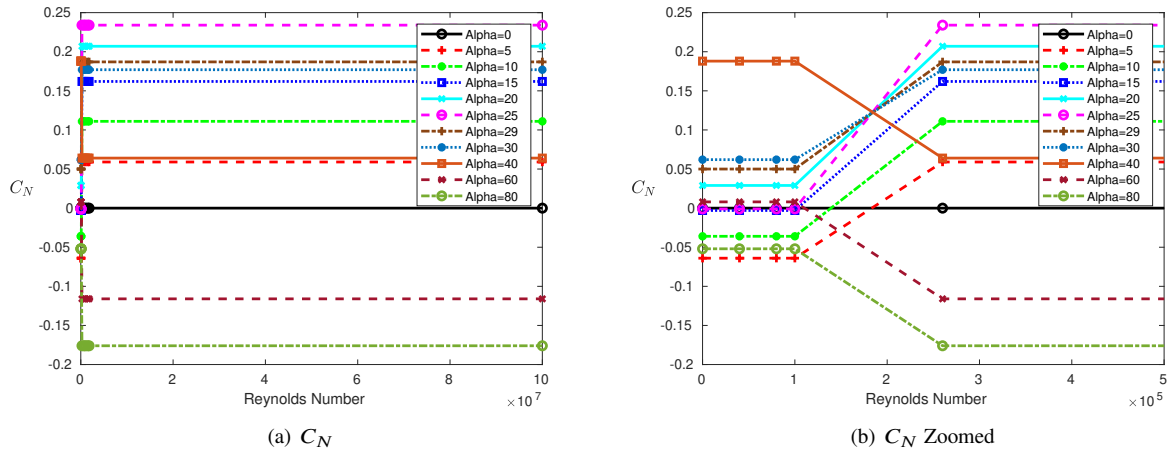 0.25
0.2
0.15
0.1
0.05
0
-0.05
-0.1
-0.15
-0.2
C_N
0 2 4 6 8 10
×10^7
Reynolds Number
Alpha=0
Alpha=5
Alpha=10
Alpha=15
Alpha=20
Alpha=25
Alpha=29
Alpha=30
Alpha=40
Alpha=60
Alpha=80
(a) C_N
0.25
0.2
0.15
0.1
0.05
0
-0.05
-0.1
-0.15
-0.2
C_N
0 1 2 3 4 5
×10^5
Reynolds Number
Alpha=0
Alpha=5
Alpha=10
Alpha=15
Alpha=20
Alpha=25
Alpha=29
Alpha=30
Alpha=40
Alpha=60
Alpha=80
(b) C_N Zoomed